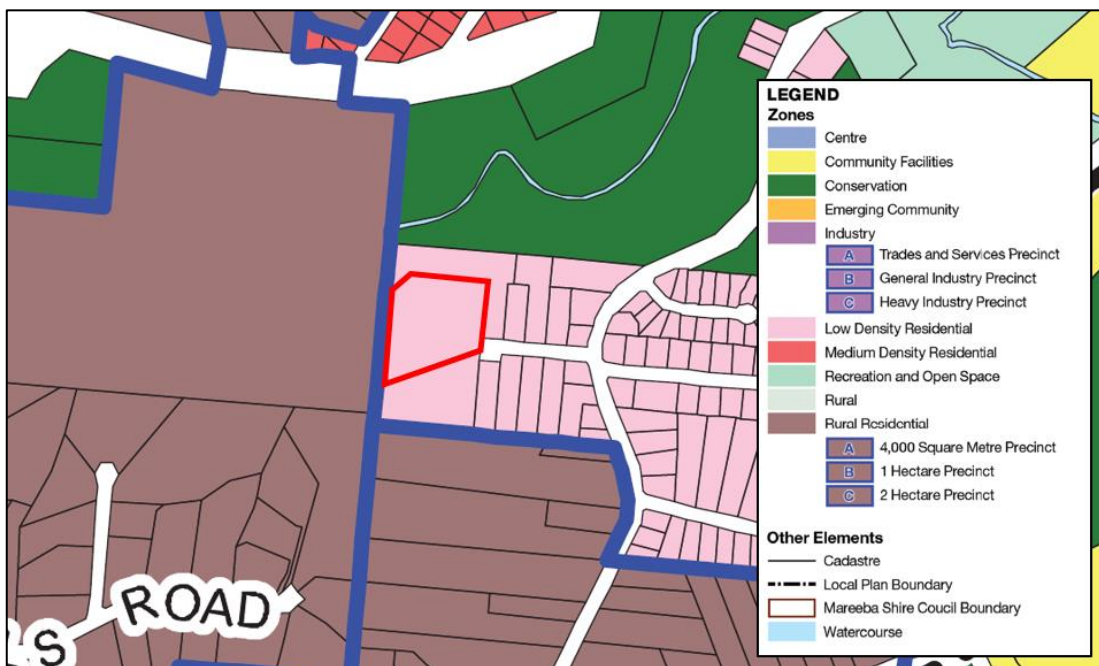 ROAD
S
LEGEND
Zones
Centre
Community Facilities
Conservation
Emerging Community
Industry
A Trades and Services Precinct
B General Industry Precinct
C Heavy Industry Precinct
Low Density Residential
Medium Density Residential
Recreation and Open Space
Rural
Rural Residential
A 4,000 Square Metre Precinct
B 1 Hectare Precinct
C 2 Hectare Precinct
Other Elements
Cadastre
Local Plan Boundary
Mareeba Shire Coucil Boundary
Watercourse